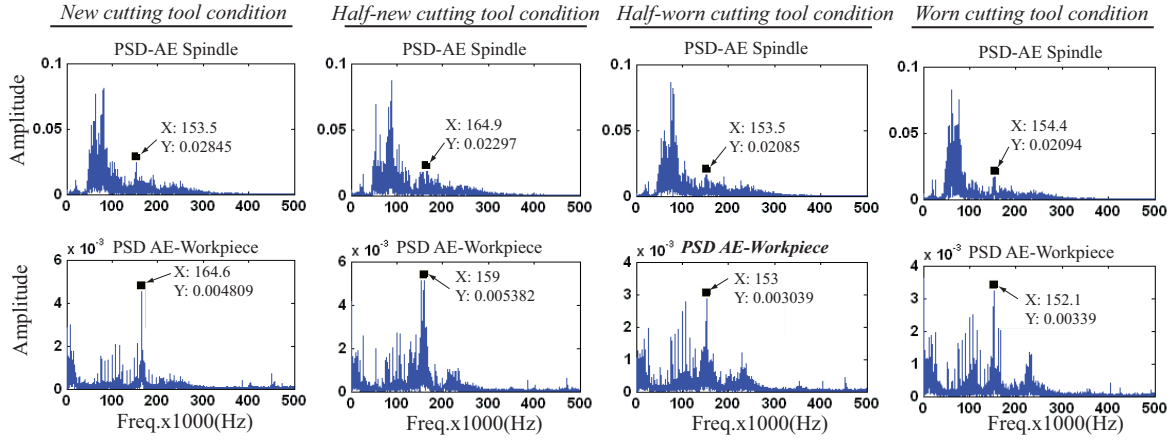 New cutting tool condition
Half-new cutting tool condition
Half-worn cutting tool condition
Worn cutting tool condition
PSD-AE Spindle
PSD-AE Spindle
PSD-AE Spindle
PSD-AE Spindle
Amplitude
0.1
0.05
0
X: 153.5
Y: 0.02845
0 100 200 300 400 500
0.1
0.05
0
X: 164.9
Y: 0.02297
0 100 200 300 400 500
0.1
0.05
0
X: 153.5
Y: 0.02085
0 100 200 300 400 500
0.1
0.05
0
X: 154.4
Y: 0.02094
0 100 200 300 400 500
Amplitude
x 10⁻³ PSD AE-Workpiece
6
4
2
0
X: 164.6
Y: 0.004809
0 100 200 300 400 500
Freq.x1000(Hz)
x 10⁻³ PSD AE-Workpiece
6
4
2
0
X: 159
Y: 0.005382
0 100 200 300 400 500
Freq.x1000(Hz)
x 10⁻³ PSD AE-Workpiece
4
3
2
1
0
X: 153
Y: 0.003039
0 100 200 300 400 500
Freq.x1000(Hz)
x 10⁻³ PSD AE-Workpiece
4
3
2
1
0
X: 152.1
Y: 0.00339
0 100 200 300 400 500
Freq.x1000(Hz)